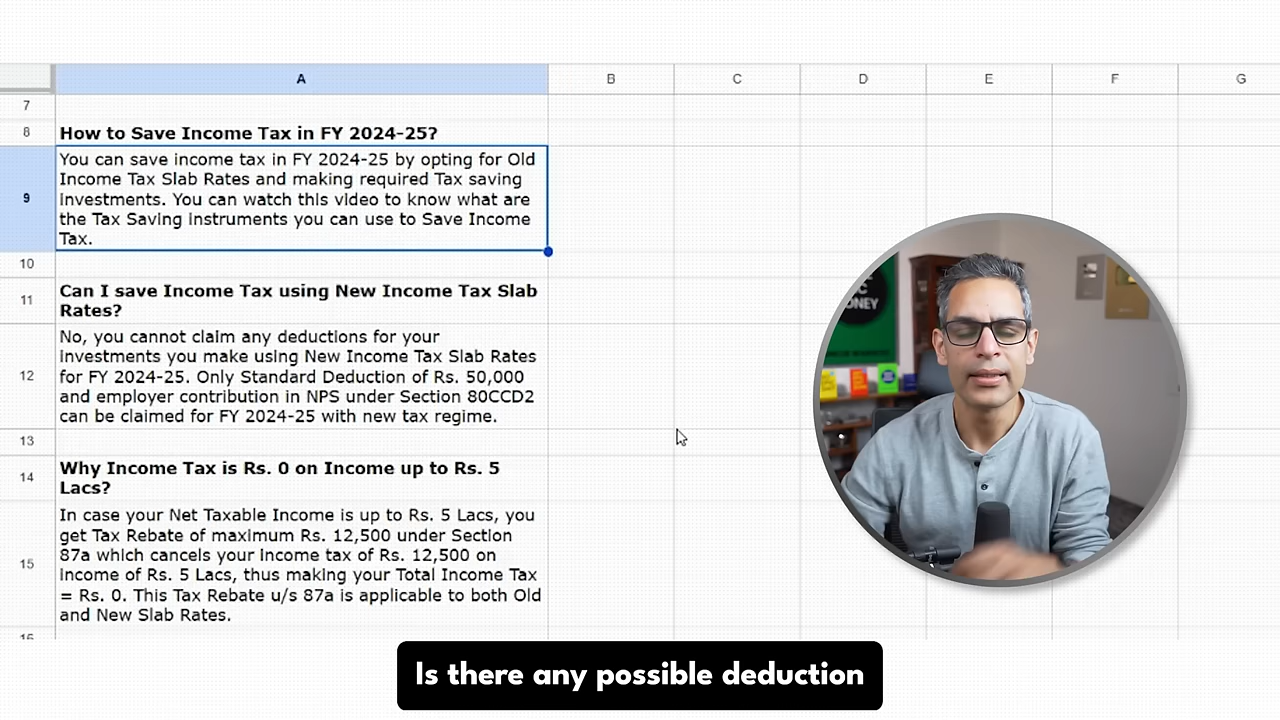 A B C D E F G
7
8 How to Save Income Tax in FY 2024-25?
9
You can save income tax in FY 2024-25 by opting for Old
Income Tax Slab Rates and making required Tax saving
investments. You can watch this video to know what are
the Tax Saving instruments you can use to Save Income
Tax.
10
11
Can I save Income Tax using New Income Tax Slab
Rates?
12
No, you cannot claim any deductions for your
investments you make using New Income Tax Slab Rates
for FY 2024-25. Only Standard Deduction of Rs. 50,000
and employer contribution in NPS under Section 80CCD2
can be claimed for FY 2024-25 with new tax regime.
13
14
Why Income Tax is Rs. 0 on Income up to Rs. 5
Lacs?
15
In case your Net Taxable Income is up to Rs. 5 Lacs, you
get Tax Rebate of maximum Rs. 12,500 under Section
87a which cancels your income tax of Rs. 12,500 on
income of Rs. 5 Lacs, thus making your Total Income Tax
= Rs. 0. This Tax Rebate u/s 87a is applicable to both Old
and New Slab Rates.
Is there any possible deduction